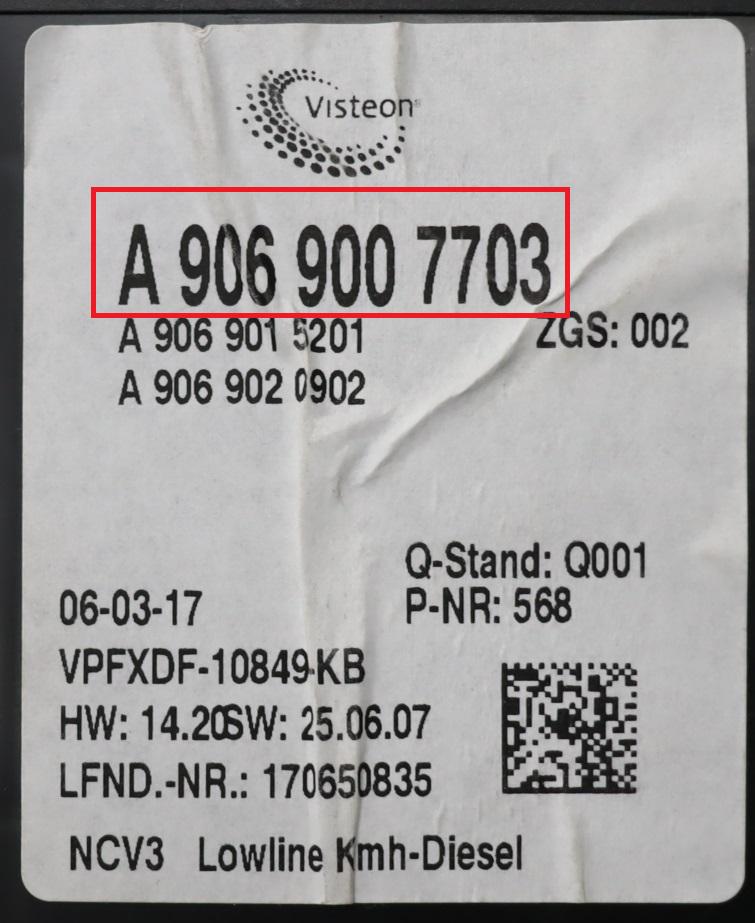 Visteon®
A 906 900 7703
A 906 901 5201
ZGS: 002
A 906 902 0902
Q-Stand: Q001
06-03-17
P-NR: 568
VPFXDF-10849-KB
HW: 14.20SW: 25.06.07
LFND.-NR.: 170650835
NCV3 Lowline Kmh-Diesel